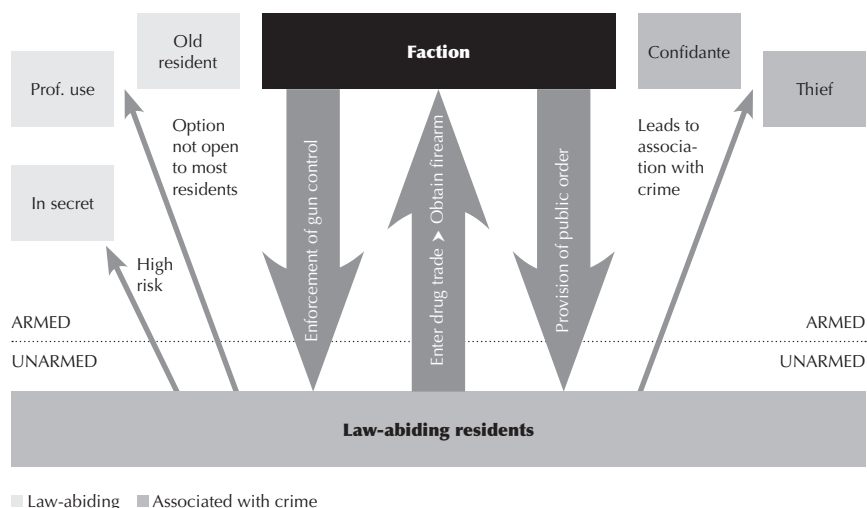 Old
resident
Faction
Confidante
Prof. use
Thief
Option
not open
to most
residents
Leads to
associa-
tion with
crime
In secret
High
risk
Enforcement of gun control
Enter drug trade ➤ Obtain firearm
Provision of public order
ARMED
ARMED
UNARMED
UNARMED
Law-abiding residents
Law-abiding
Associated with crime